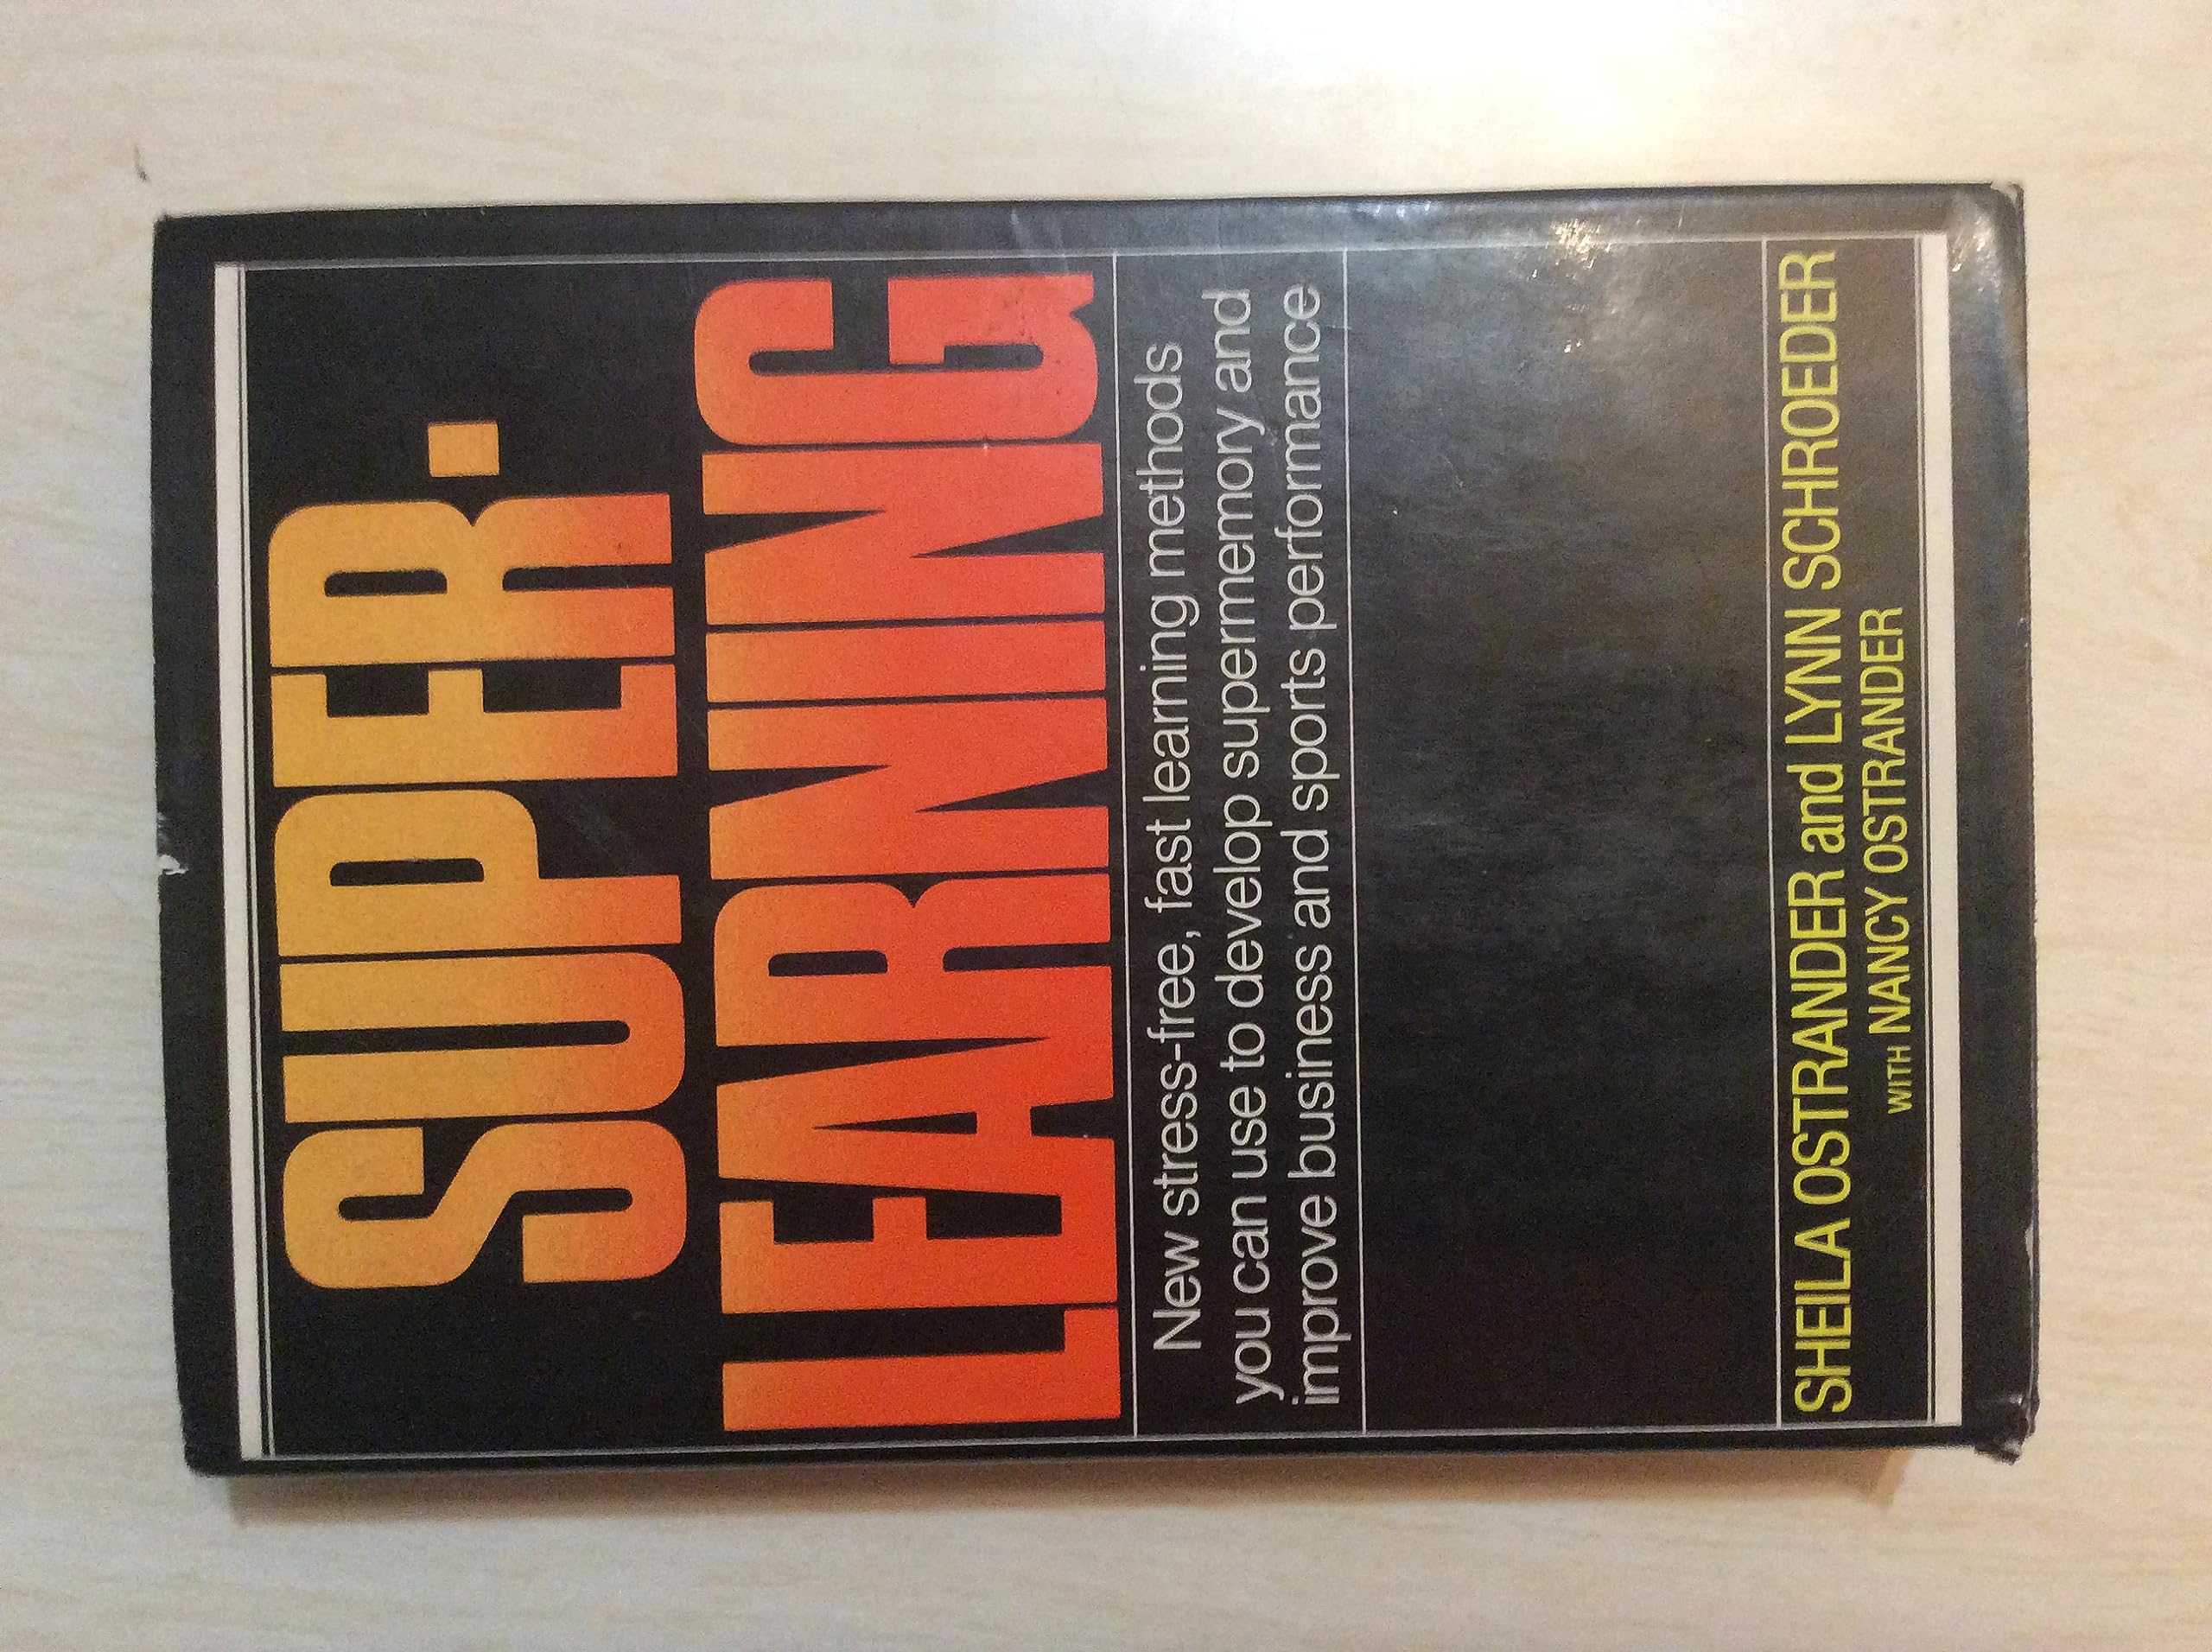 SUPER-
LEARNING
New stress-free, fast learning methods
you can use to develop supermemory and
improve business and sports performance
SHEILA OSTRANDER and LYNN SCHROEDER
WITH NANCY OSTRANDER